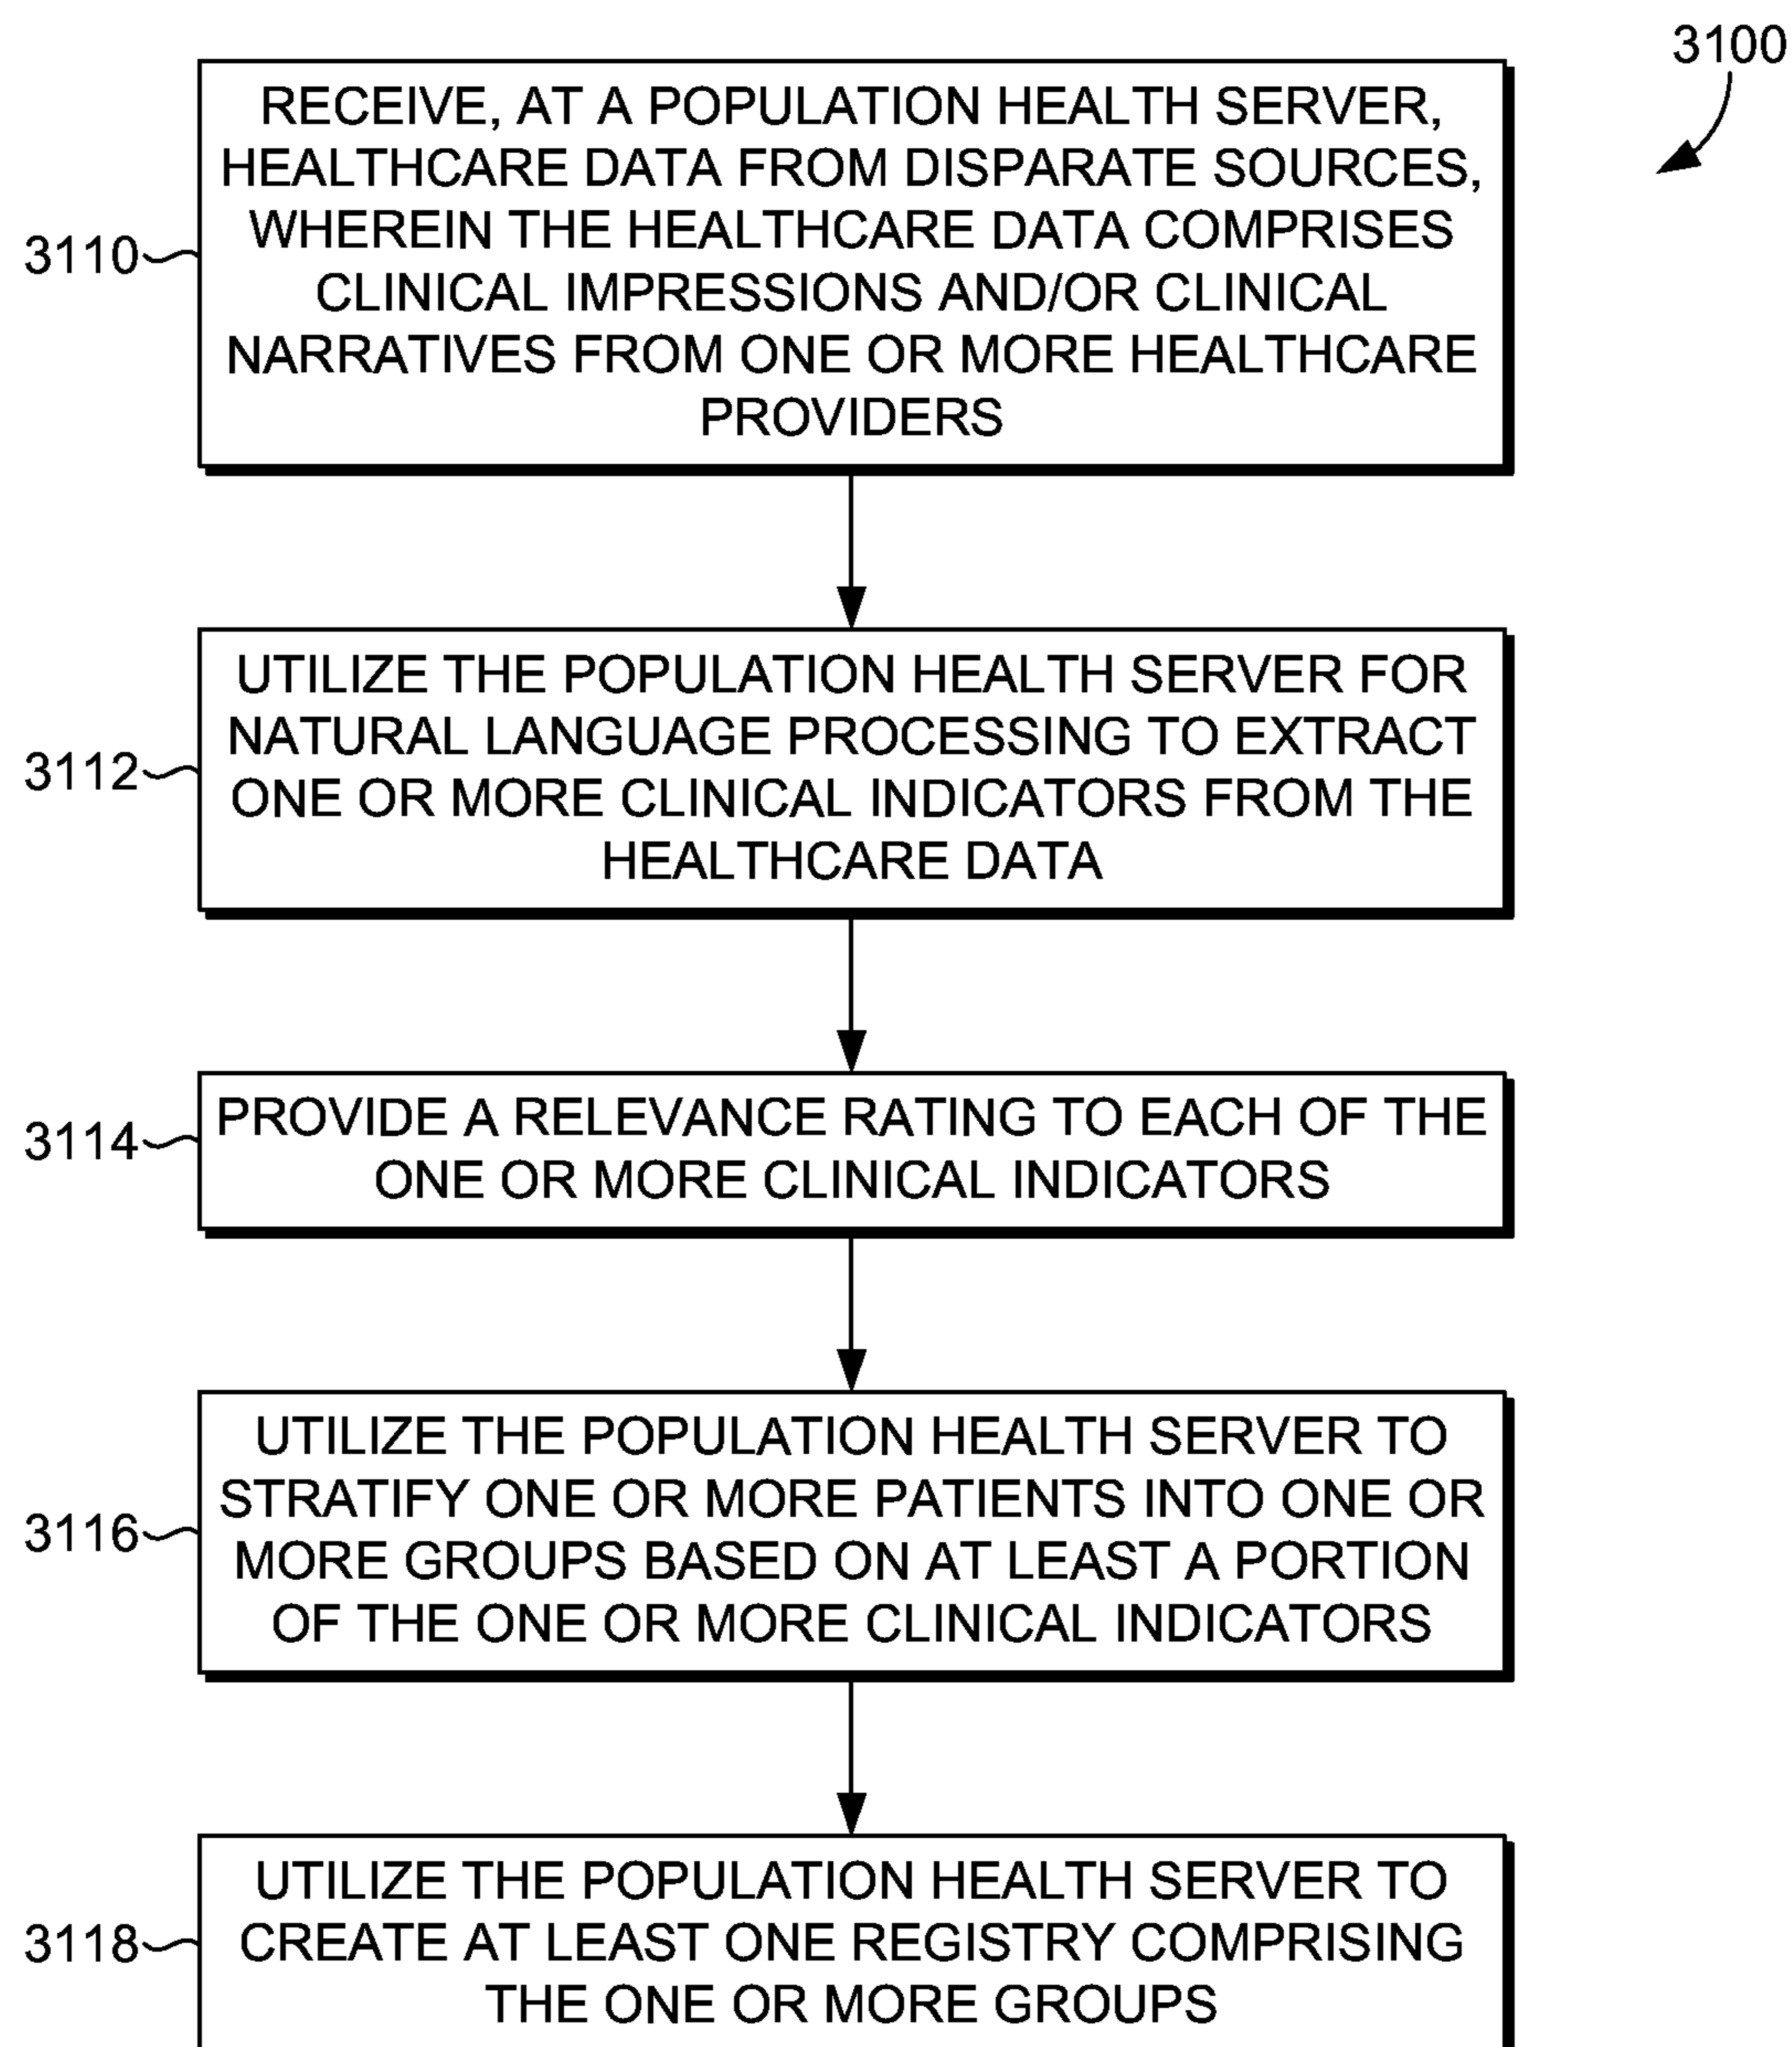 3100
RECEIVE, AT A POPULATION HEALTH SERVER,
HEALTHCARE DATA FROM DISPARATE SOURCES,
WHEREIN THE HEALTHCARE DATA COMPRISES
CLINICAL IMPRESSIONS AND/OR CLINICAL
NARRATIVES FROM ONE OR MORE HEALTHCARE
PROVIDERS
3110
UTILIZE THE POPULATION HEALTH SERVER FOR
NATURAL LANGUAGE PROCESSING TO EXTRACT
ONE OR MORE CLINICAL INDICATORS FROM THE
HEALTHCARE DATA
3112
PROVIDE A RELEVANCE RATING TO EACH OF THE
ONE OR MORE CLINICAL INDICATORS
3114
UTILIZE THE POPULATION HEALTH SERVER TO
STRATIFY ONE OR MORE PATIENTS INTO ONE OR
MORE GROUPS BASED ON AT LEAST A PORTION
OF THE ONE OR MORE CLINICAL INDICATORS
3116
UTILIZE THE POPULATION HEALTH SERVER TO
CREATE AT LEAST ONE REGISTRY COMPRISING
THE ONE OR MORE GROUPS
3118